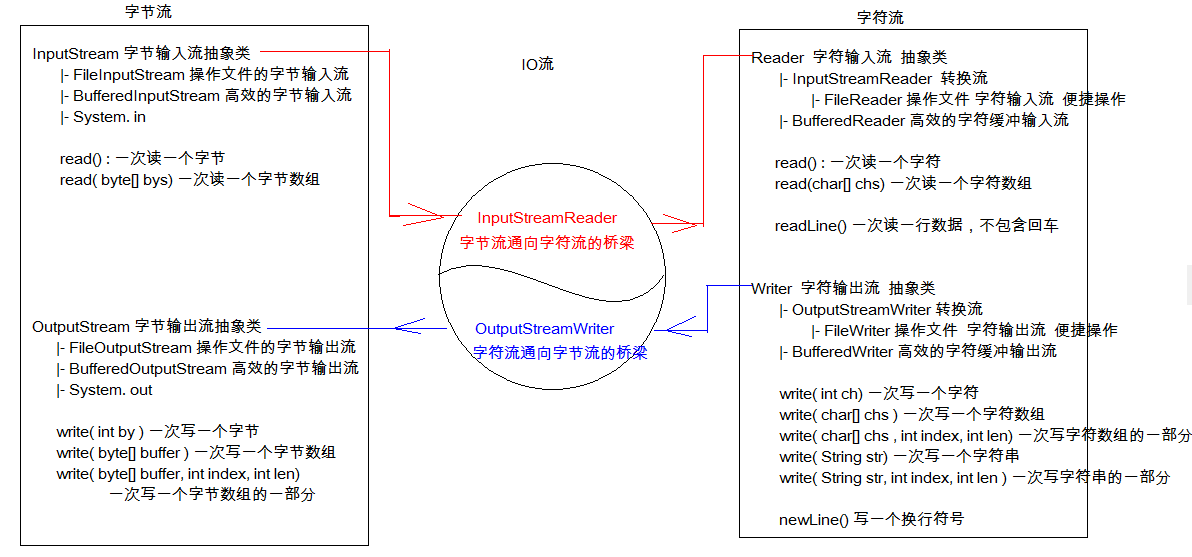 字节流
InputStream 字节输入流抽象类
|- FileInputStream 操作文件的字节输入流
|- BufferedInputStream 高效的字节输入流
|- System. in
read() : 一次读一个字节
read( byte[] bys) 一次读一个字节数组
OutputStream 字节输出流抽象类
|- FileOutputStream 操作文件的字节输出流
|- BufferedOutputStream 高效的字节输出流
|- System. out
write( int by ) 一次写一个字节
write( byte[] buffer ) 一次写一个字节数组
write( byte[] buffer, int index, int len)
一次写一个字节数组的一部分
IO流
InputStreamReader
字节流通向字符流的桥梁
OutputStreamWriter
字符流通向字节流的桥梁
字符流
Reader 字符输入流 抽象类
|- InputStreamReader 转换流
|- FileReader 操作文件 字符输入流 便捷操作
|- BufferedReader 高效的字符缓冲输入流
read() : 一次读一个字符
read(char[] chs) 一次读一个字符数组
readLine() 一次读一行数据，不包含回车
Writer 字符输出流 抽象类
|- OutputStreamWriter 转换流
|- FileWriter 操作文件 字符输出流 便捷操作
|- BufferedWriter 高效的字符缓冲输出流
write( int ch) 一次写一个字符
write( char[] chs ) 一次写一个字符数组
write( char[] chs , int index, int len) 一次写字符数组的一部分
write( String str) 一次写一个字符串
write( String str, int index, int len ) 一次写字符串的一部分
newLine() 写一个换行符号